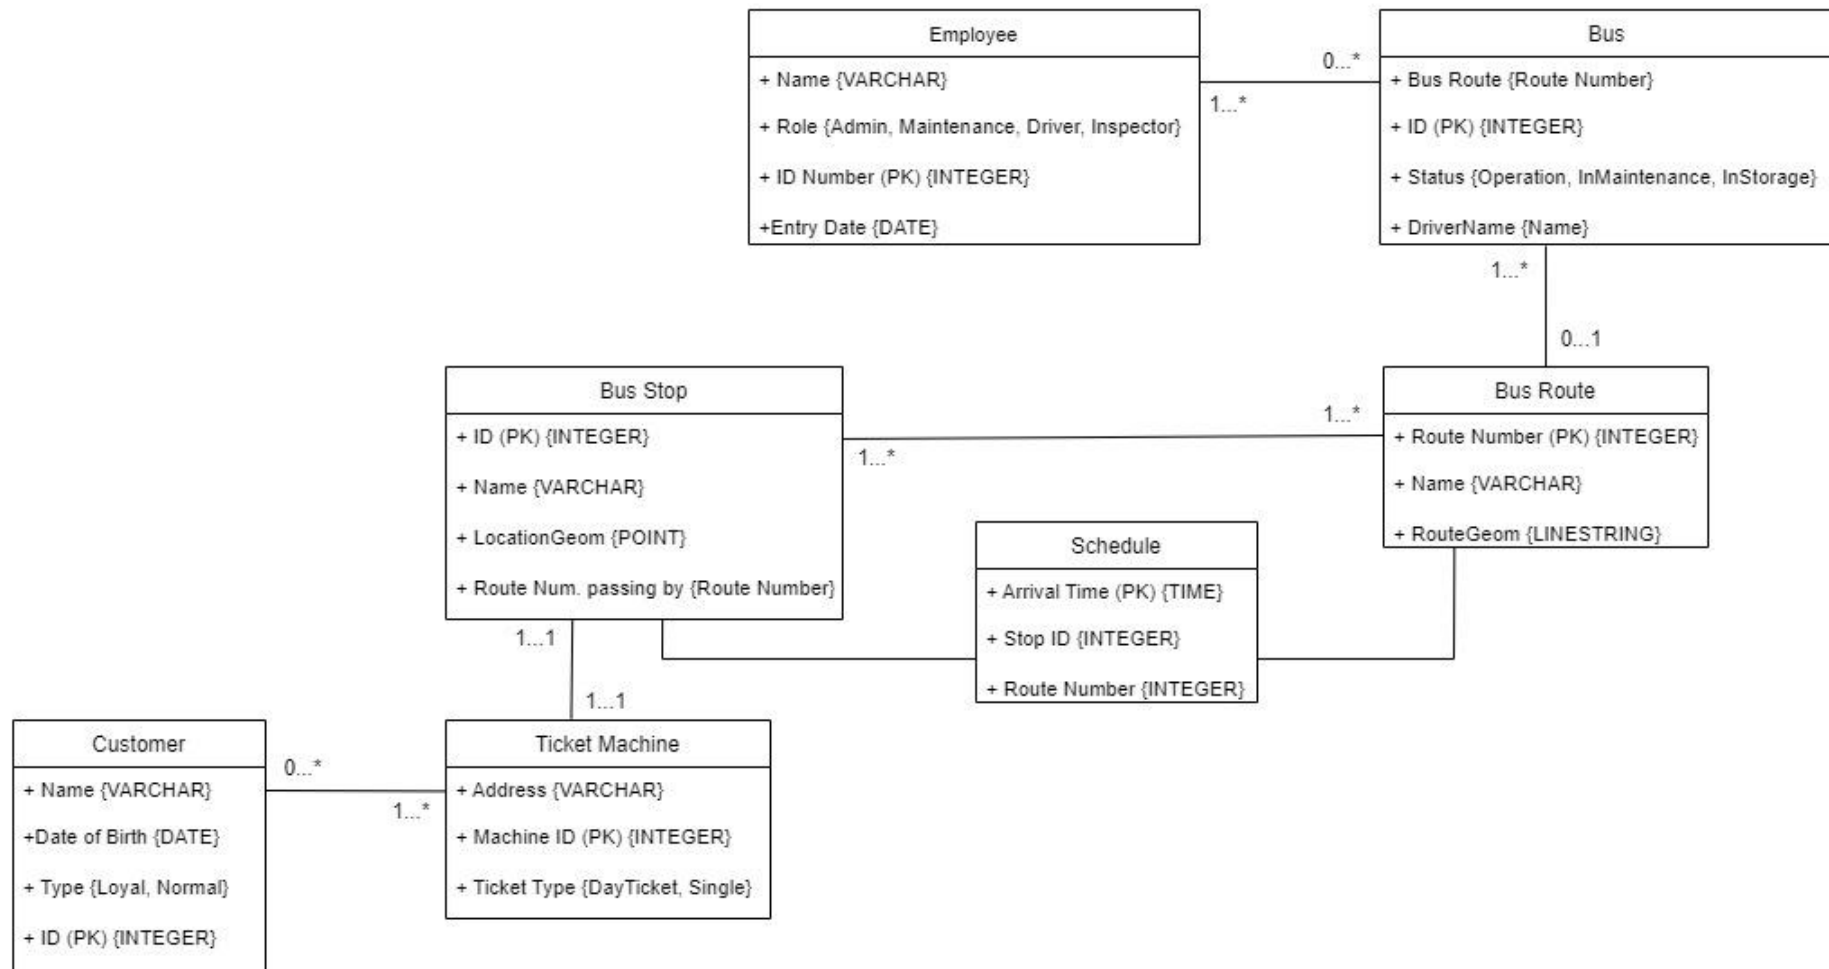 Employee
+ Name {VARCHAR}
+ Role {Admin, Maintenance, Driver, Inspector}
+ ID Number (PK) {INTEGER}
+Entry Date {DATE}
0...*
1...*
Bus
+ Bus Route {Route Number}
+ ID (PK) {INTEGER}
+ Status {Operation, InMaintenance, InStorage}
+ DriverName {Name}
1...*
0...1
Bus Stop
+ ID (PK) {INTEGER}
+ Name {VARCHAR}
+ LocationGeom {POINT}
+ Route Num. passing by {Route Number}
1...*
1...*
Bus Route
+ Route Number (PK) {INTEGER}
+ Name {VARCHAR}
+ RouteGeom {LINESTRING}
Schedule
+ Arrival Time (PK) {TIME}
+ Stop ID {INTEGER}
+ Route Number {INTEGER}
1...1
1...1
Customer
+ Name {VARCHAR}
+Date of Birth {DATE}
+ Type {Loyal, Normal}
+ ID (PK) {INTEGER}
0...*
1...*
Ticket Machine
+ Address {VARCHAR}
+ Machine ID (PK) {INTEGER}
+ Ticket Type {DayTicket, Single}